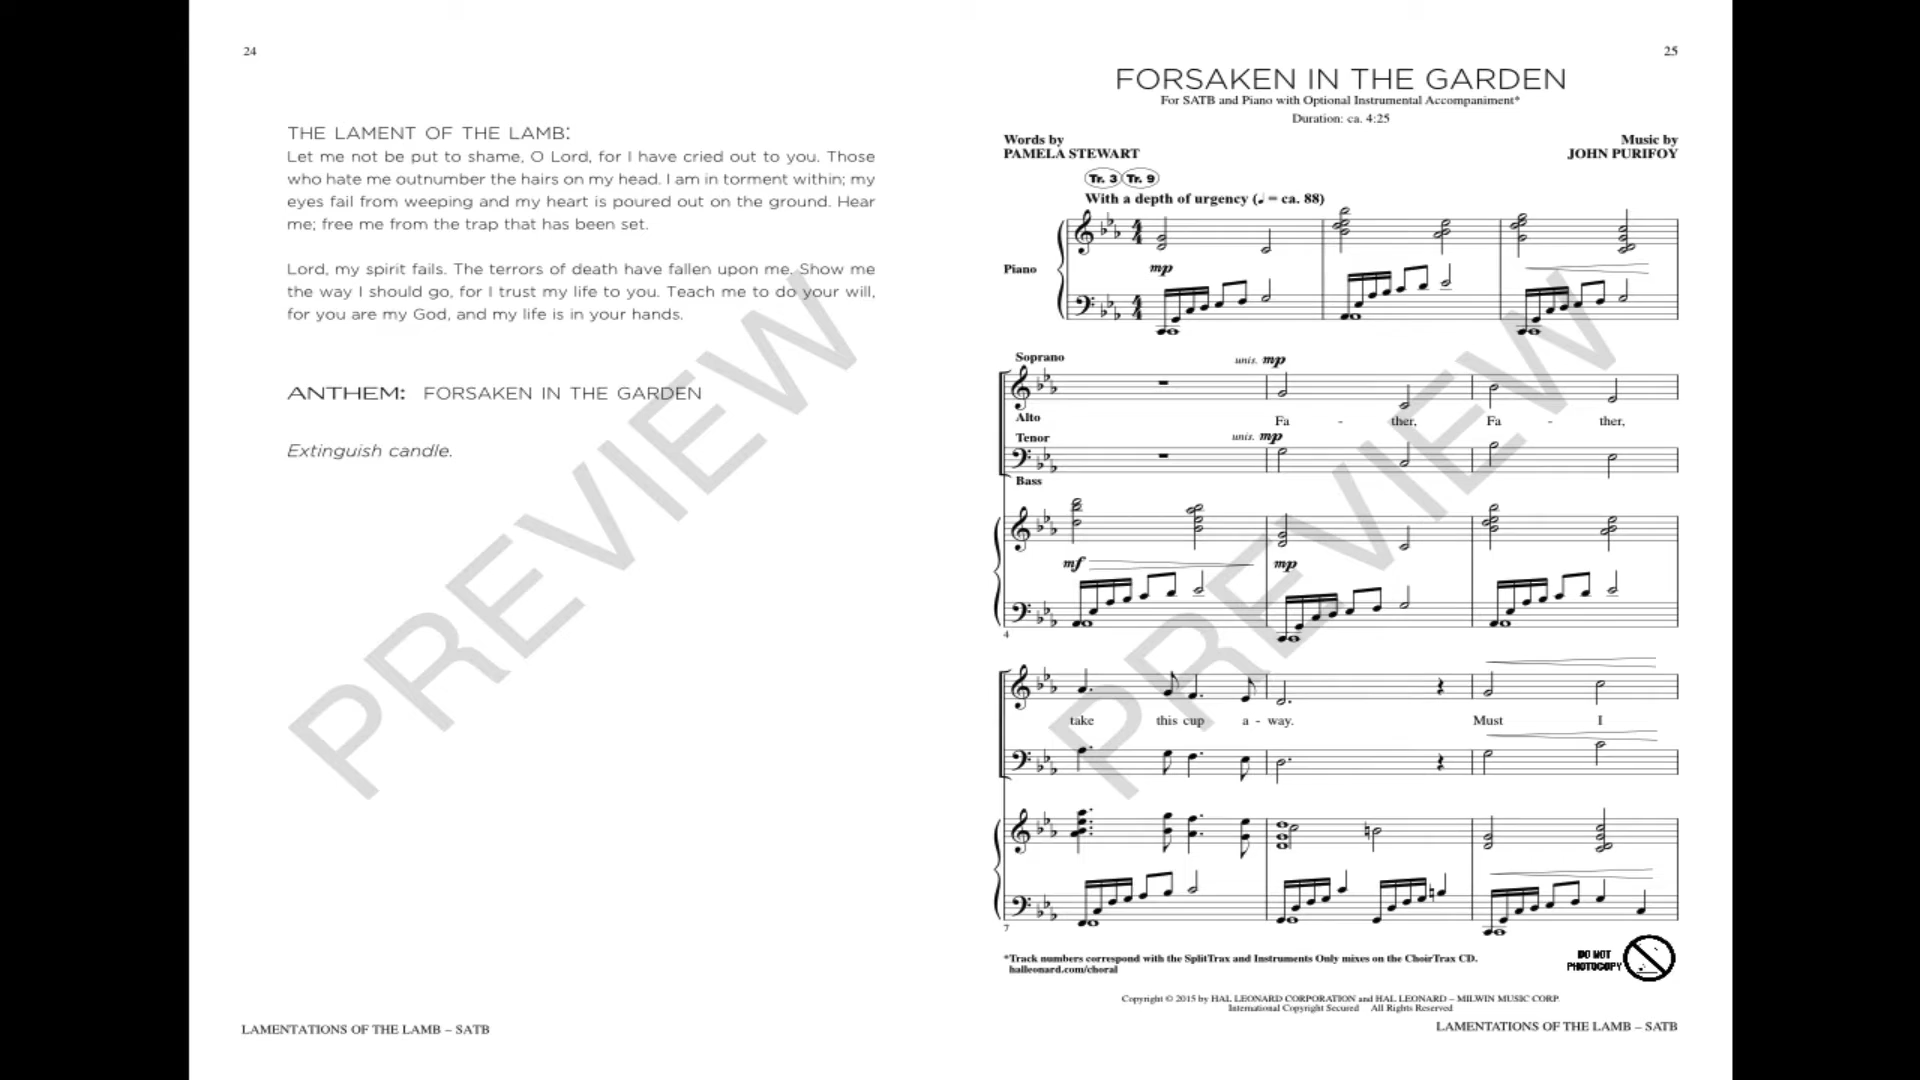 24
THE LAMENT OF THE LAMB:
Let me not be put to shame, O Lord, for I have cried out to you. Those
who hate me outnumber the hairs on my head. I am in torment within; my
eyes fail from weeping and my heart is poured out on the ground. Hear
me; free me from the trap that has been set.
Lord, my spirit fails. The terrors of death have fallen upon me. Show me
the way I should go, for I trust my life to you. Teach me to do your will,
for you are my God, and my life is in your hands.
ANTHEM: FORSAKEN IN THE GARDEN
Extinguish candle.
PREVIEW
LAMENTATIONS OF THE LAMB – SATB
25
FORSAKEN IN THE GARDEN
For SATB and Piano with Optional Instrumental Accompaniment*
Duration: ca. 4:25
Words by
PAMELA STEWART
Music by
JOHN PURIFOY
Tr. 3 Tr. 9
With a depth of urgency (♩ = ca. 88)
Piano
mp
Soprano
unis. mp
Alto
Fa - ther, Fa - ther,
Tenor
unis. mp
Bass
mf mp
4
take this cup a - way. Must I
7
PREVIEW
*Track numbers correspond with the SplitTrax and Instruments Only mixes on the ChoirTrax CD.
halleonard.com/choral
DO NOT
PHOTOCOPY
Copyright © 2015 by HAL LEONARD CORPORATION and HAL LEONARD – MILWIN MUSIC CORP.
International Copyright Secured All Rights Reserved
LAMENTATIONS OF THE LAMB – SATB